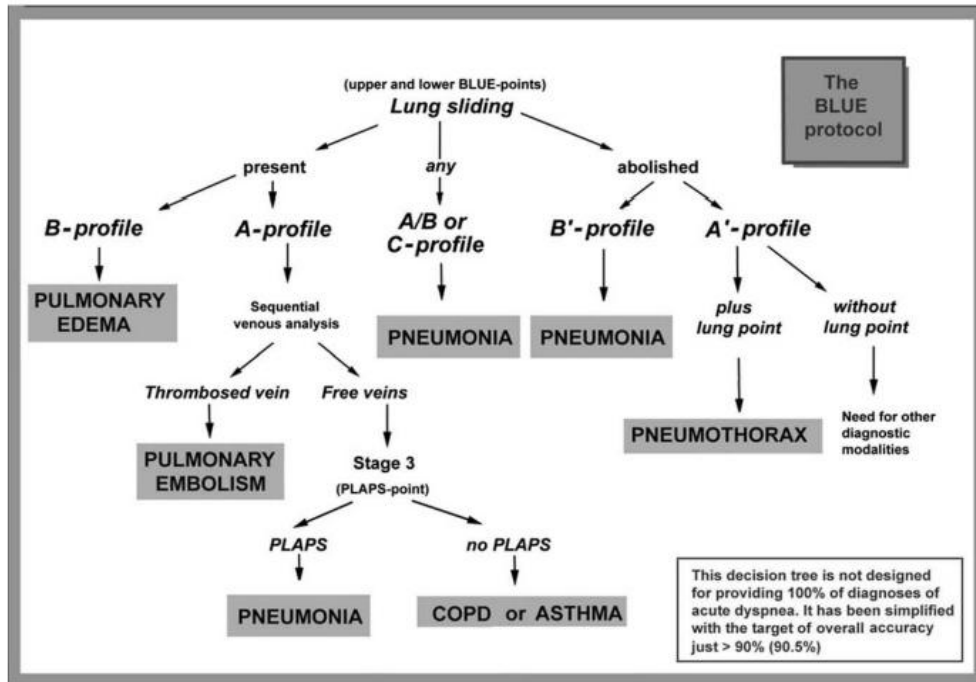 The
BLUE
protocol
(upper and lower BLUE-points)
Lung sliding
present
any
abolished
B-profile
A-profile
A/B or
C-profile
B'-profile
A'-profile
PULMONARY
EDEMA
Sequential
venous analysis
PNEUMONIA
PNEUMONIA
plus
lung point
without
lung point
Thrombosed vein
Free veins
PULMONARY
EMBOLISM
Stage 3
(PLAPS-point)
PNEUMOTHORAX
Need for other
diagnostic
modalities
PLAPS
no PLAPS
PNEUMONIA
COPD or ASTHMA
This decision tree is not designed
for providing 100% of diagnoses of
acute dyspnea. It has been simplified
with the target of overall accuracy
just > 90% (90.5%)